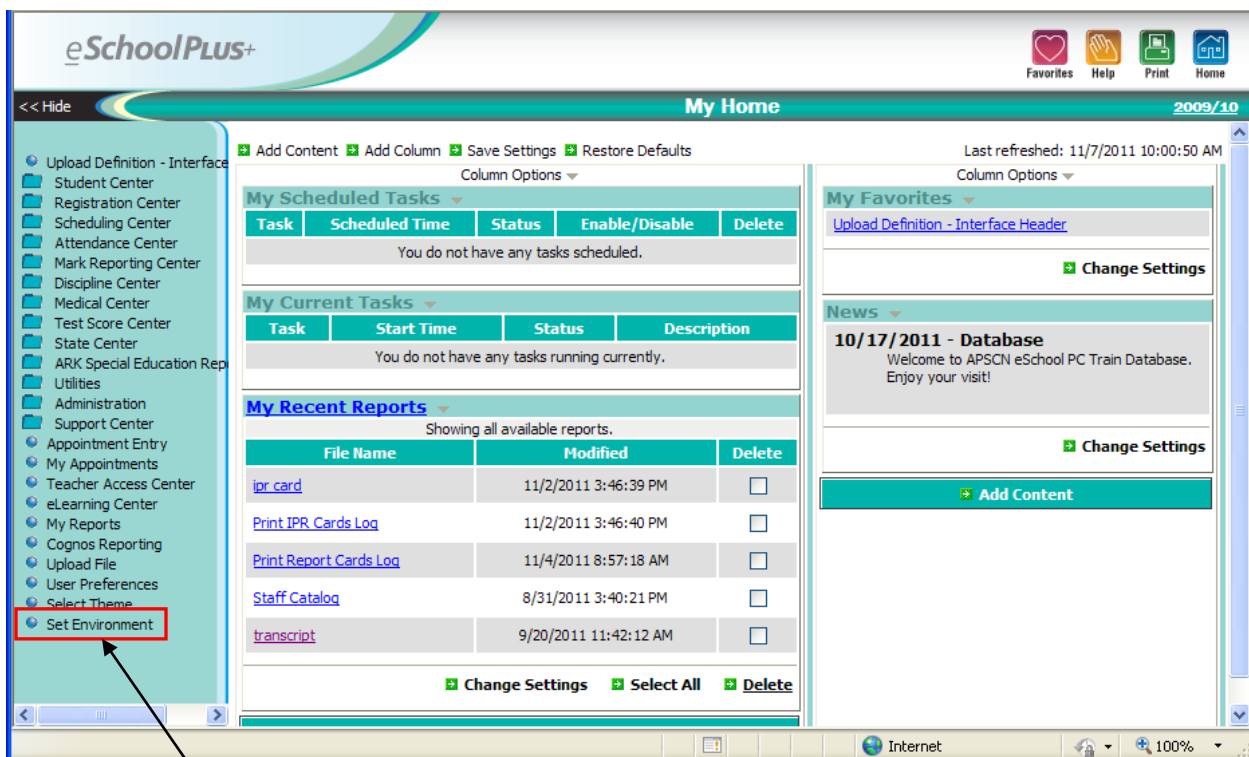 eSchoolPLUS+
Favorites Help Print Home
<< Hide My Home 2009/10
Upload Definition - Interface
Student Center
Registration Center
Scheduling Center
Attendance Center
Mark Reporting Center
Discipline Center
Medical Center
Test Score Center
State Center
ARK Special Education Rep
Utilities
Administration
Support Center
Appointment Entry
My Appointments
Teacher Access Center
eLearning Center
My Reports
Cognos Reporting
Upload File
User Preferences
Select Theme
Set Environment
Add Content Add Column Save Settings Restore Defaults
Last refreshed: 11/7/2011 10:00:50 AM
Column Options
My Scheduled Tasks
Task Scheduled Time Status Enable/Disable Delete
You do not have any tasks scheduled.
My Current Tasks
Task Start Time Status Description
You do not have any tasks running currently.
My Recent Reports
Showing all available reports.
File Name Modified Delete
ipr card 11/2/2011 3:46:39 PM
Print IPR Cards Log 11/2/2011 3:46:40 PM
Print Report Cards Log 11/4/2011 8:57:18 AM
Staff Catalog 8/31/2011 3:40:21 PM
transcript 9/20/2011 11:42:12 AM
Change Settings Select All Delete
Column Options
My Favorites
Upload Definition - Interface Header
Change Settings
News
10/17/2011 - Database
Welcome to APSCN eSchool PC Train Database.
Enjoy your visit!
Change Settings
Add Content
Internet 100%